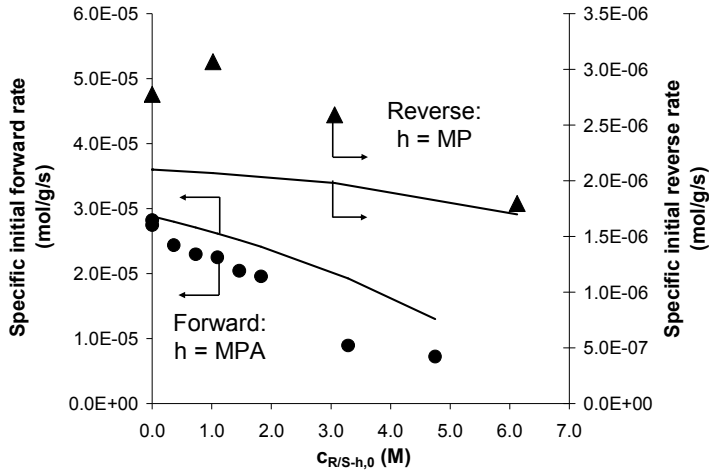 Specific initial forward rate
(mol/g/s)
6.0E-05
5.0E-05
4.0E-05
3.0E-05
2.0E-05
1.0E-05
0.0E+00
Reverse:
h = MP
Forward:
h = MPA
3.5E-06
3.0E-06
2.5E-06
2.0E-06
1.5E-06
1.0E-06
5.0E-07
0.0E+00
Specific initial reverse rate
(mol/g/s)
0.0 1.0 2.0 3.0 4.0 5.0 6.0 7.0
cR/S-h,0 (M)